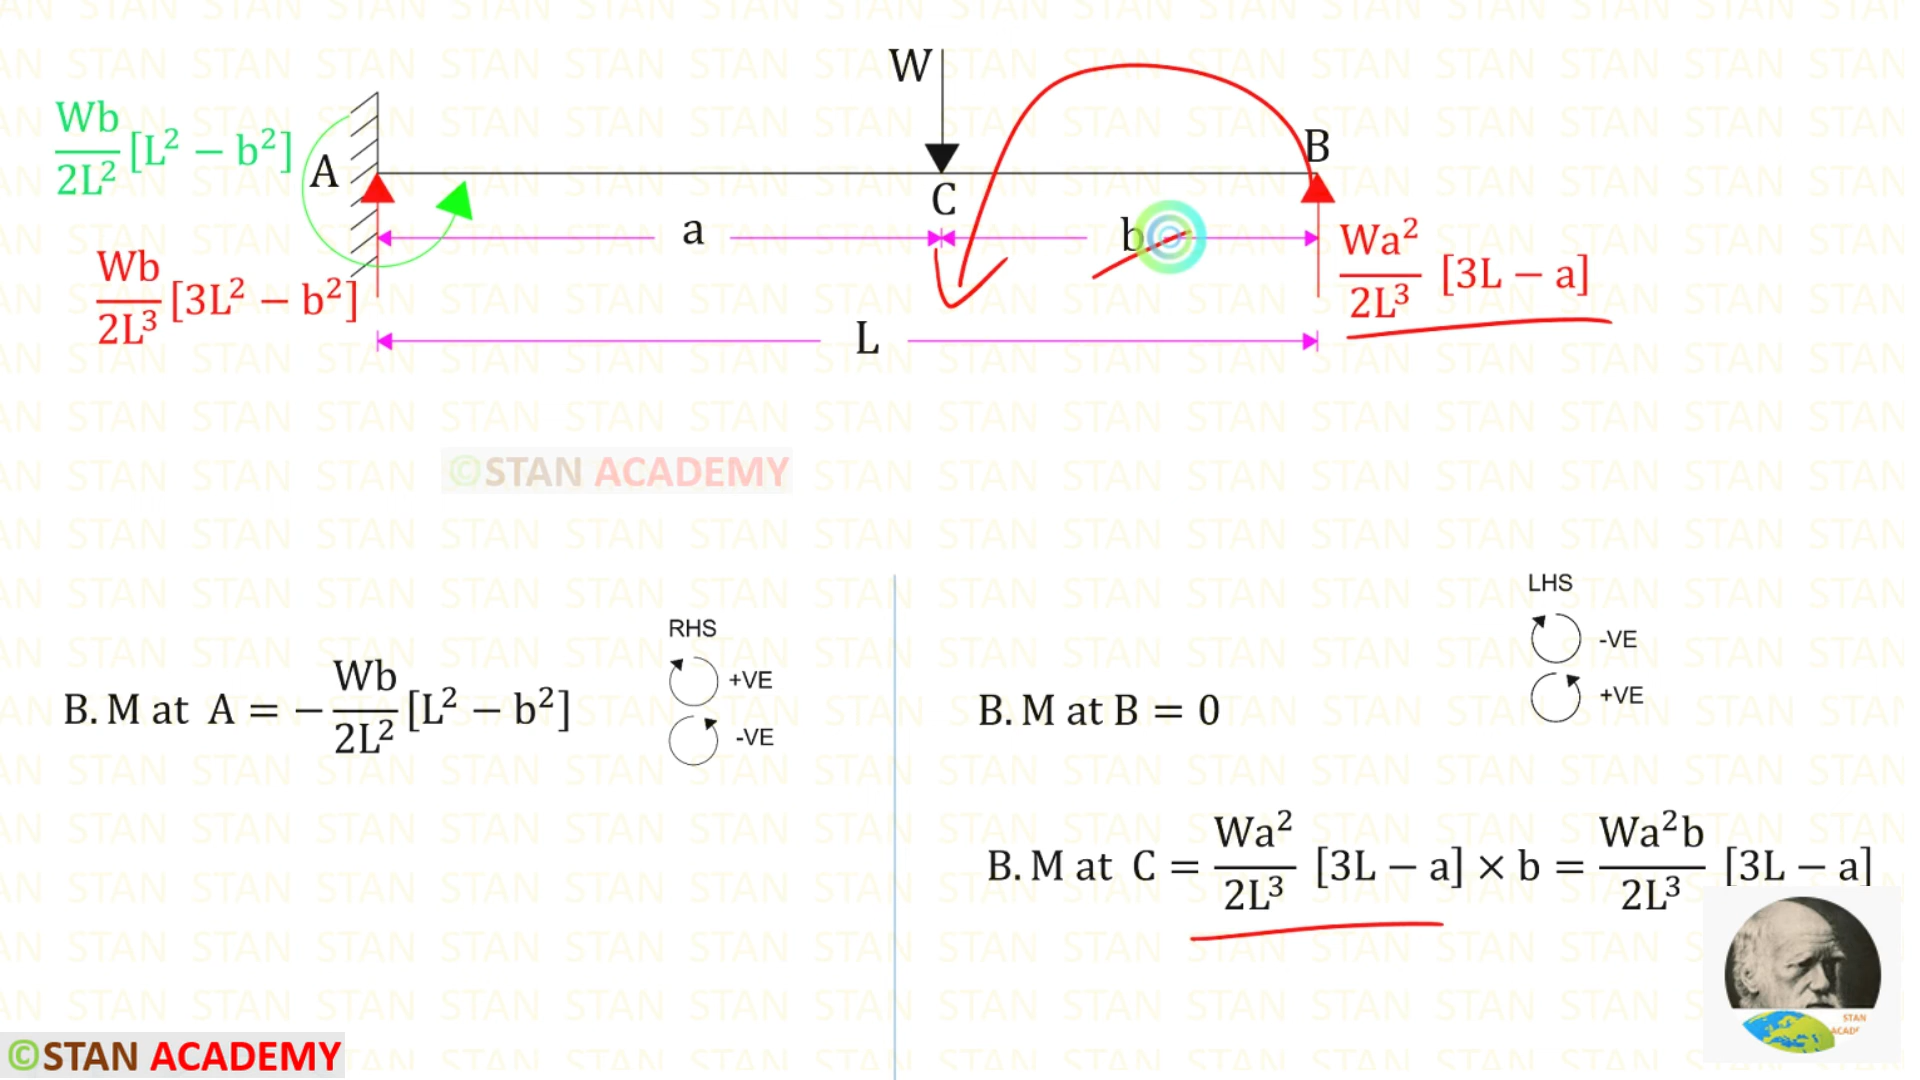 W
Wb/2L² [L² − b²]
A
B
C
a
b
Wb/2L³ [3L² − b²]
Wa²/2L³ [3L − a]
L
©STAN ACADEMY
LHS
-VE
RHS
+VE
-VE
+VE
B. M at A = −Wb/2L² [L² − b²]
B. M at B = 0
B. M at C = Wa²/2L³ [3L − a] × b = Wa²b/2L³ [3L − a]
STAN
©STAN ACADEMY